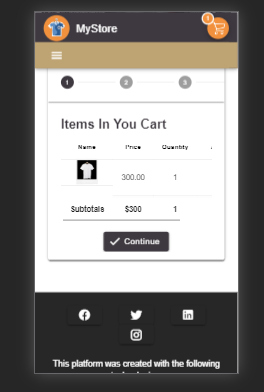 MyStore
1
1 2 3
Items In You Cart
Name Price Quantity
300.00 1
Subtotals $300 1
Continue
This platform was created with the following